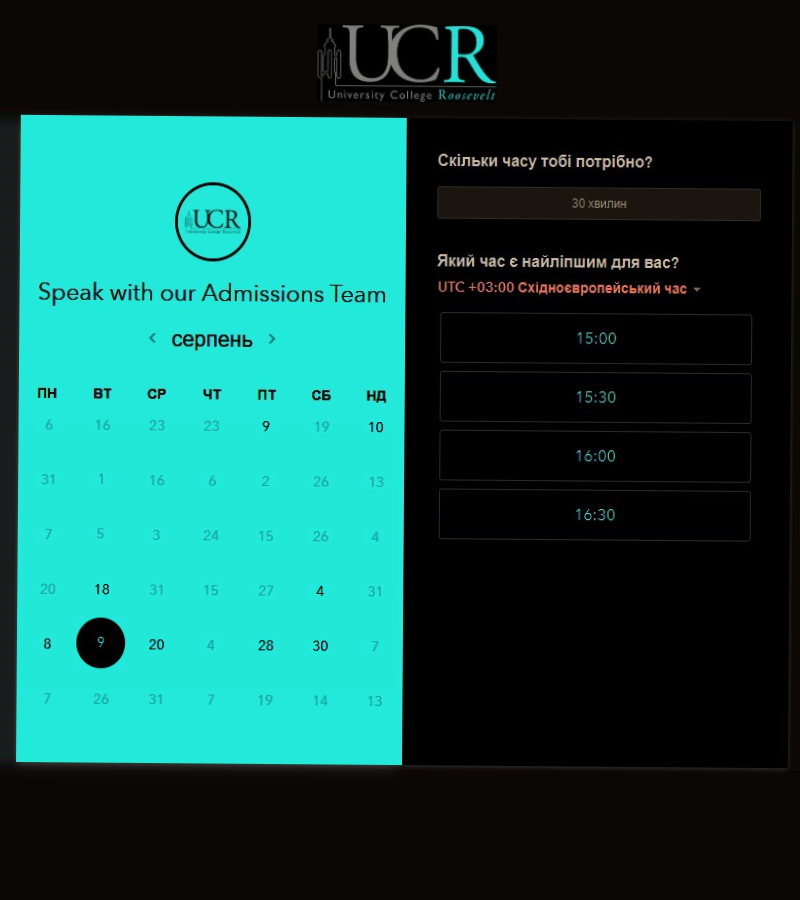 UCR
University College Roosevelt
UCR
University College Roosevelt
Speak with our Admissions Team
серпень
ПН ВТ СР ЧТ ПТ СБ НД
6 16 23 23 9 19 10
31 1 16 6 2 26 13
7 5 3 24 15 26 4
20 18 31 15 27 4 31
8 9 20 4 28 30 7
7 26 31 7 19 14 13
Скільки часу тобі потрібно?
30 хвилин
Який час є найліпшим для вас?
UTC +03:00 Східноєвропейський час
15:00
15:30
16:00
16:30